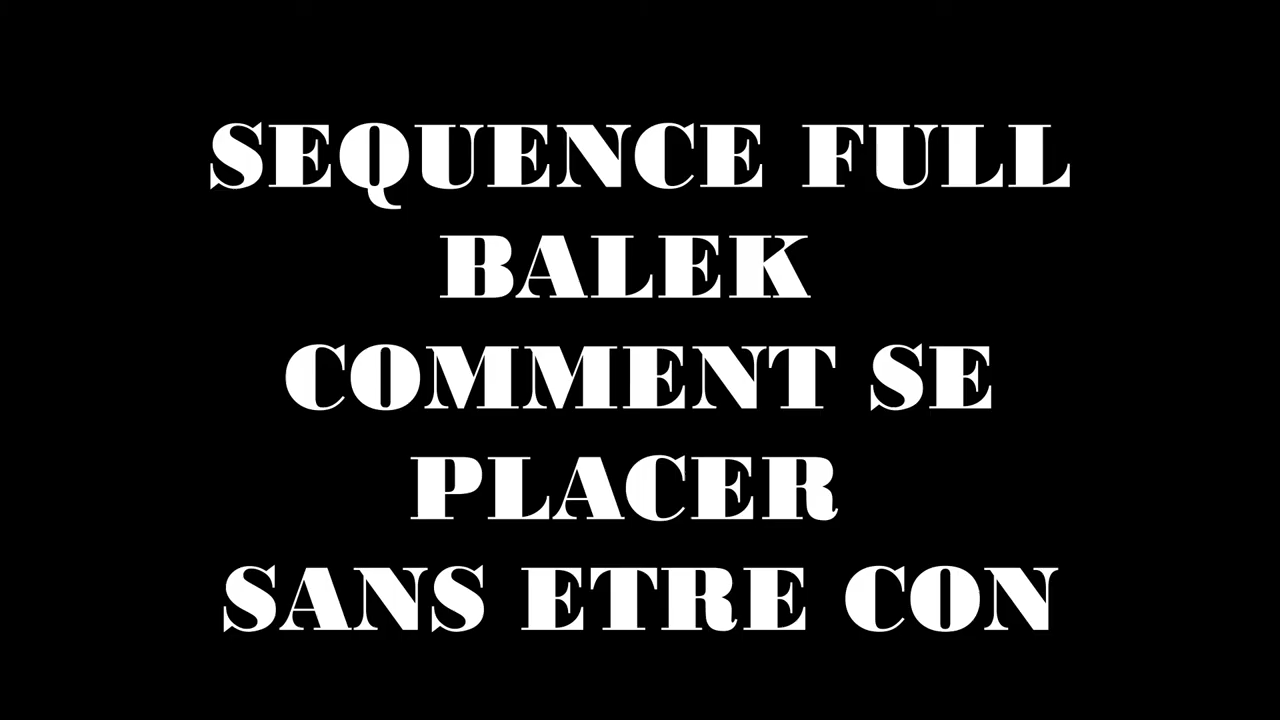 SEQUENCE FULL
BALEK
COMMENT SE
PLACER
SANS ETRE CON